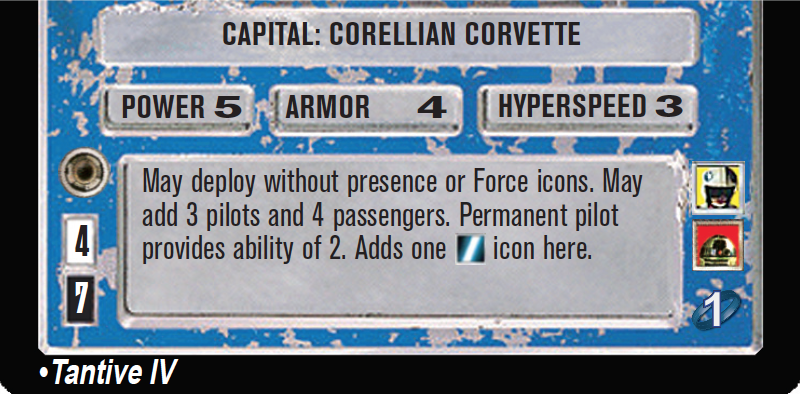 CAPITAL: CORELLIAN CORVETTE
POWER 5 ARMOR 4 HYPERSPEED 3
May deploy without presence or Force icons. May
add 3 pilots and 4 passengers. Permanent pilot
provides ability of 2. Adds one icon here.
4
7
1
•Tantive IV